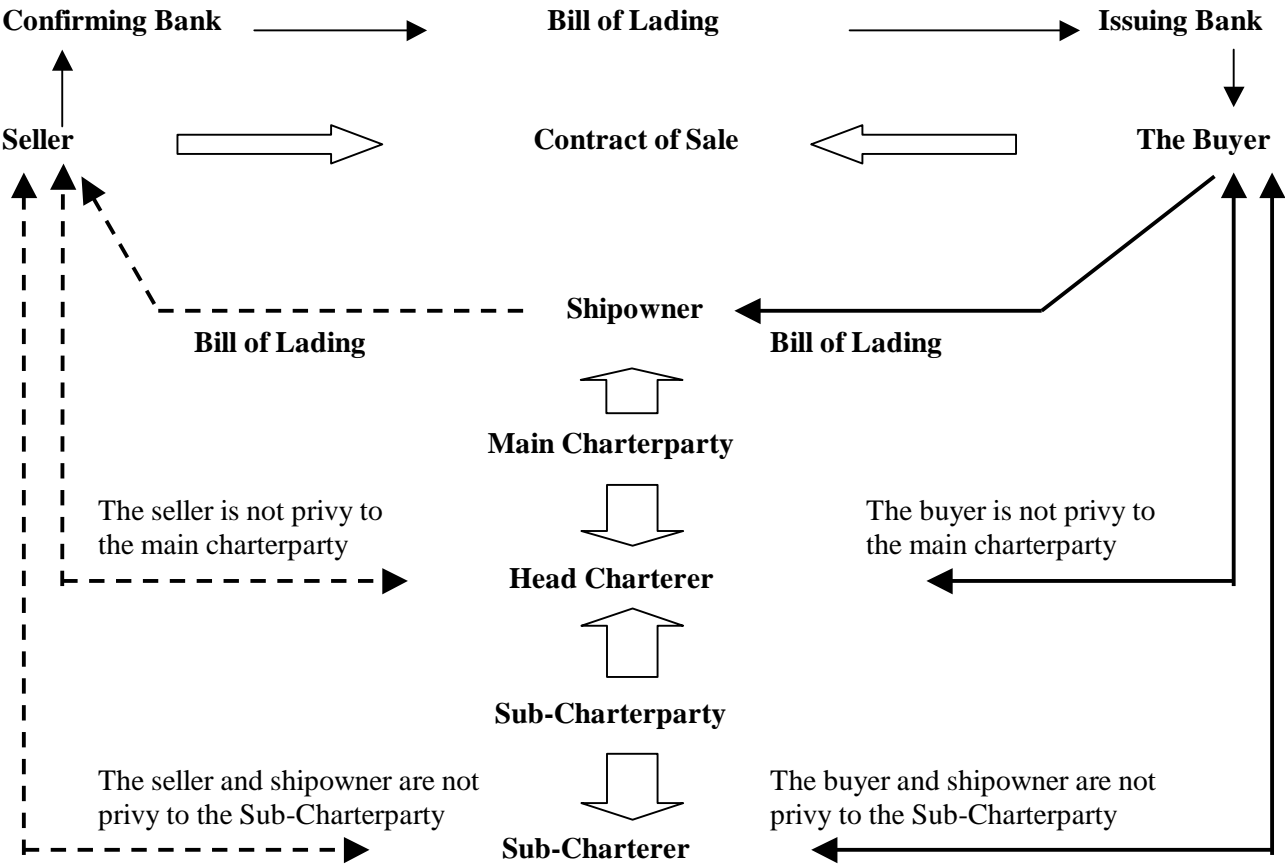 Confirming Bank
Bill of Lading
Issuing Bank
Seller
Contract of Sale
The Buyer
Shipowner
Bill of Lading
Bill of Lading
Main Charterparty
The seller is not privy to
the main charterparty
The buyer is not privy to
the main charterparty
Head Charterer
Sub-Charterparty
The seller and shipowner are not
privy to the Sub-Charterparty
The buyer and shipowner are not
privy to the Sub-Charterparty
Sub-Charterer